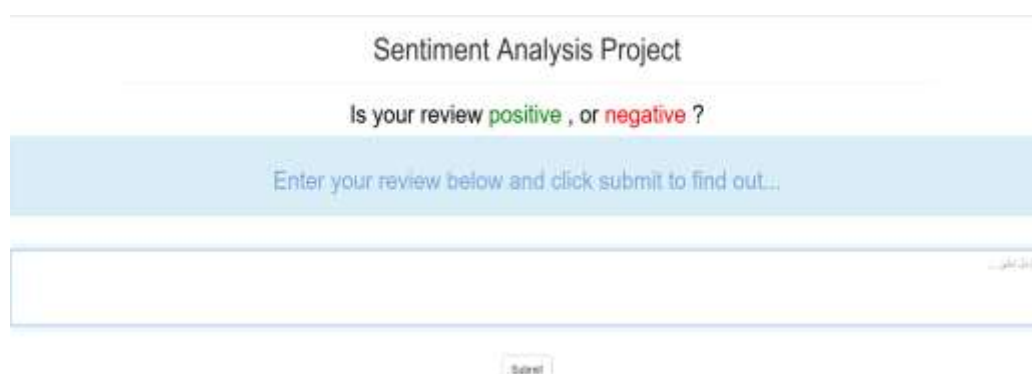 Sentiment Analysis Project
Is your review positive , or negative ?
Enter your review below and click submit to find out...
Submit